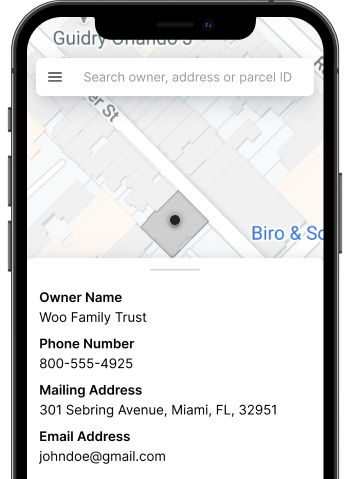 Guidry Orlando J
Search owner, address or parcel ID
er St
Biro & So
Owner Name
Woo Family Trust
Phone Number
800-555-4925
Mailing Address
301 Sebring Avenue, Miami, FL, 32951
Email Address
johndoe@gmail.com